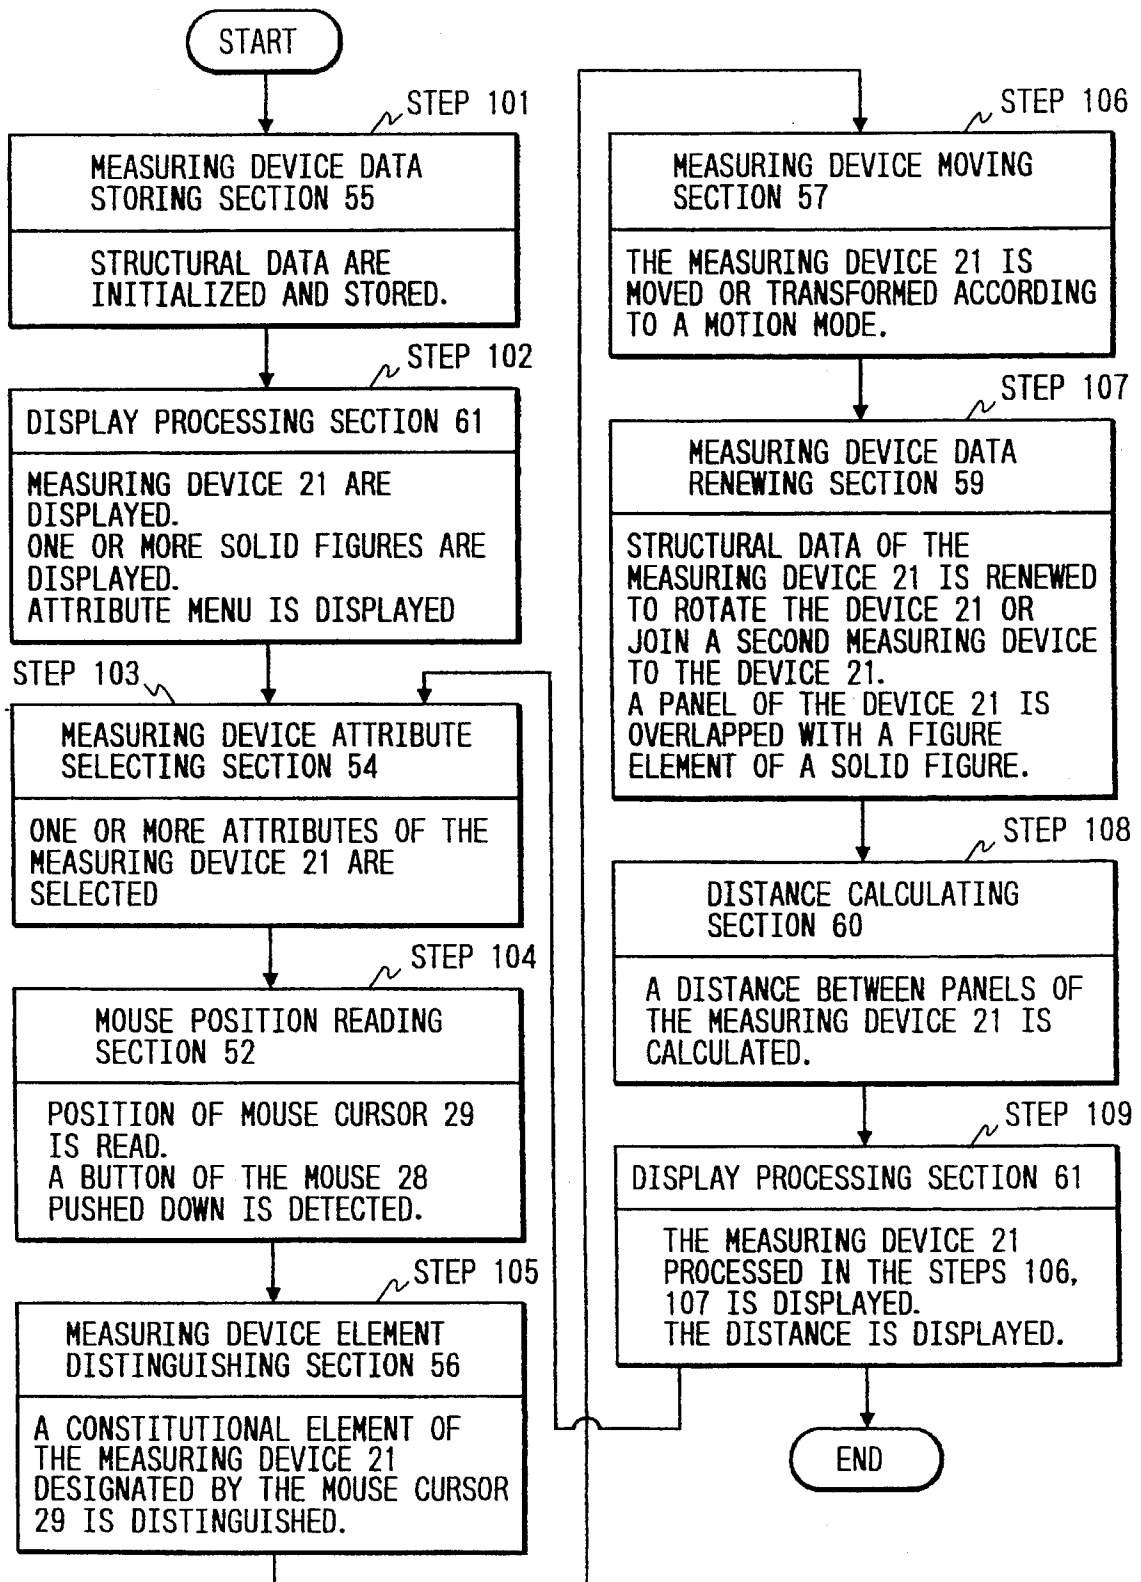 START
STEP 101
MEASURING DEVICE DATA
STORING SECTION 55
STRUCTURAL DATA ARE
INITIALIZED AND STORED.
STEP 102
DISPLAY PROCESSING SECTION 61
MEASURING DEVICE 21 ARE
DISPLAYED.
ONE OR MORE SOLID FIGURES ARE
DISPLAYED.
ATTRIBUTE MENU IS DISPLAYED
STEP 103
MEASURING DEVICE ATTRIBUTE
SELECTING SECTION 54
ONE OR MORE ATTRIBUTES OF THE
MEASURING DEVICE 21 ARE
SELECTED
STEP 104
MOUSE POSITION READING
SECTION 52
POSITION OF MOUSE CURSOR 29
IS READ.
A BUTTON OF THE MOUSE 28
PUSHED DOWN IS DETECTED.
STEP 105
MEASURING DEVICE ELEMENT
DISTINGUISHING SECTION 56
A CONSTITUTIONAL ELEMENT OF
THE MEASURING DEVICE 21
DESIGNATED BY THE MOUSE CURSOR
29 IS DISTINGUISHED.
STEP 106
MEASURING DEVICE MOVING
SECTION 57
THE MEASURING DEVICE 21 IS
MOVED OR TRANSFORMED ACCORDING
TO A MOTION MODE.
STEP 107
MEASURING DEVICE DATA
RENEWING SECTION 59
STRUCTURAL DATA OF THE
MEASURING DEVICE 21 IS RENEWED
TO ROTATE THE DEVICE 21 OR
JOIN A SECOND MEASURING DEVICE
TO THE DEVICE 21.
A PANEL OF THE DEVICE 21 IS
OVERLAPPED WITH A FIGURE
ELEMENT OF A SOLID FIGURE.
STEP 108
DISTANCE CALCULATING
SECTION 60
A DISTANCE BETWEEN PANELS OF
THE MEASURING DEVICE 21 IS
CALCULATED.
STEP 109
DISPLAY PROCESSING SECTION 61
THE MEASURING DEVICE 21
PROCESSED IN THE STEPS 106,
107 IS DISPLAYED.
THE DISTANCE IS DISPLAYED.
END